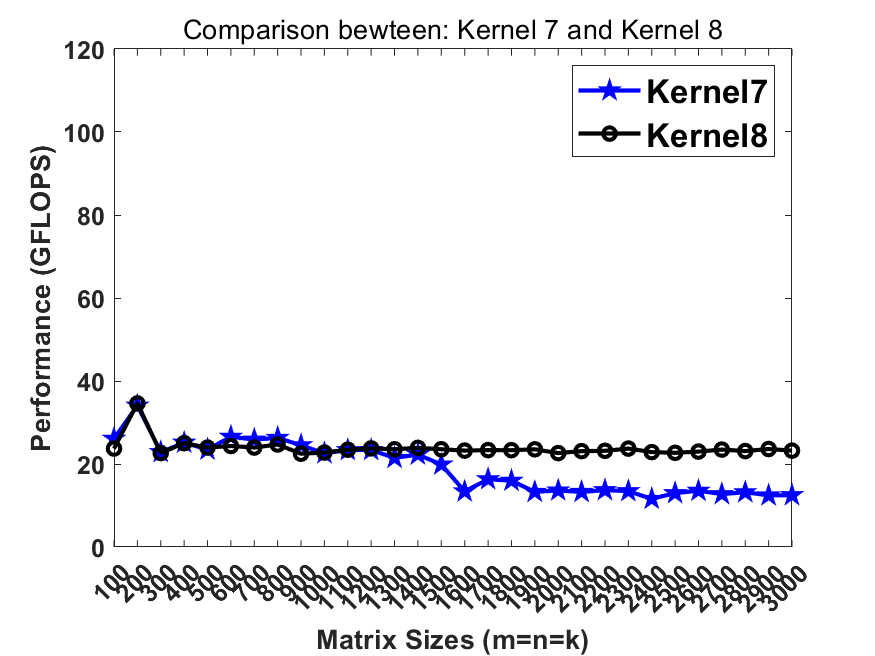 Comparison bewteen: Kernel 7 and Kernel 8
Kernel7
Kernel8
Performance (GFLOPS)
120
100
80
60
40
20
0
100 200 300 400 500 600 700 800 900 1000 1100 1200 1300 1400 1500 1600 1700 1800 1900 2000 2100 2200 2300 2400 2500 2600 2700 2800 2900 3000
Matrix Sizes (m=n=k)